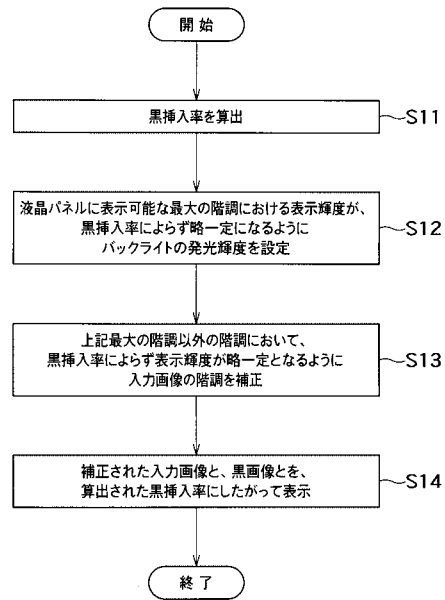 開始
黒挿入率を算出
S11
液晶パネルに表示可能な最大の階調における表示輝度が、
黒挿入率によらず略一定になるように
バックライトの発光輝度を設定
S12
上記最大の階調以外の階調において、
黒挿入率によらず表示輝度が略一定となるように
入力画像の階調を補正
S13
補正された入力画像と、黒画像とを、
算出された黒挿入率にしたがって表示
S14
終了